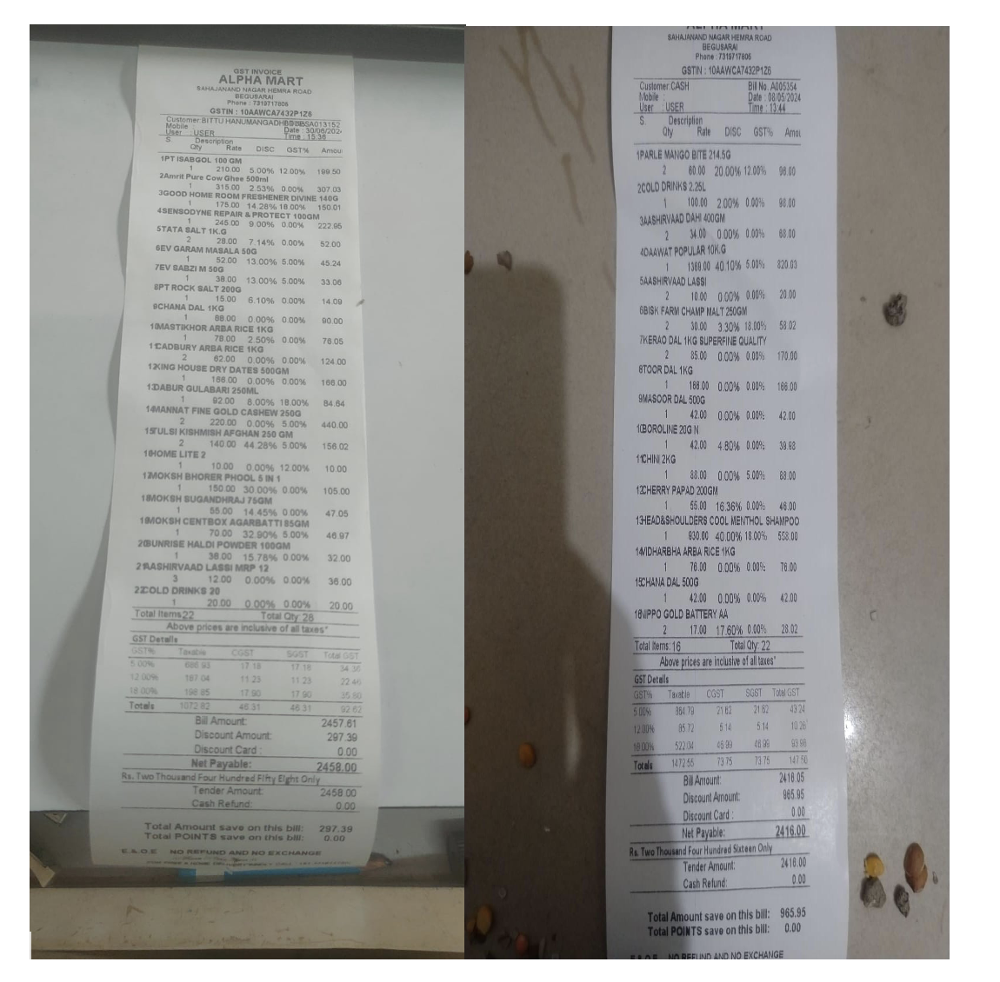 GST INVOICE
ALPHA MART
SAHAJANAND NAGAR HEMRA ROAD
BEGUSARAI
Phone : 7319717806
GSTIN : 10AAWCA7432P1Z6
Customer:BITTU HANUMANGADHI SA013152
Mobile :
Date : 30/06/202
User :USER Time : 15:36
S. Description
Qty Rate DISC GST% Amou
1PT ISABGOL 100 GM
1 210.00 5.00% 12.00% 199.50
2Amrit Pure Cow Ghee 500ml
1 315.00 2.53% 0.00% 307.03
3GOOD HOME ROOM FRESHENER DIVINE 140G
1 175.00 14.28% 18.00% 150.01
4SENSODYNE REPAIR & PROTECT 100GM
1 245.00 9.00% 0.00% 222.95
5TATA SALT 1K.G
2 28.00 7.14% 0.00% 52.00
6EV GARAM MASALA 50G
1 52.00 13.00% 5.00% 45.24
7EV SABZI M 50G
1 38.00 13.00% 5.00% 33.06
8PT ROCK SALT 200G
1 15.00 6.10% 0.00% 14.09
9CHANA DAL 1KG
1 0.00% 0.00% 90.00
10MASTIKHOR ARBA RICE 1KG
1 78.00 2.50% 0.00% 76.05
11CADBURY ARBA RICE 1KG
2 62.00 0.00% 0.00% 124.00
12KING HOUSE DRY DATES 500GM
1 0.00% 0.00%
13DABUR GULABARI 250ML
1 92.00 8.00% 18.00% 84.64
14MANNAT FINE GOLD CASHEW 250G
2 220.00 0.00% 5.00% 440.00
15TULSI KISHMISH AFGHAN 250 GM
2 140.00 44.28% 5.00% 156.02
16HOME LITE 2
1 10.00 0.00% 12.00% 10.00
17MOKSH BHORER PHOOL 5 IN 1
1 150.00 30.00% 0.00% 105.00
18MOKSH SUGANDHRAJ 75GM
1 55.00 14.45% 0.00% 47.05
19MOKSH CENTBOX AGARBATTI 85GM
1 70.00 32.90% 5.00% 46.97
20SUNRISE HALDI POWDER 100GM
1 38.00 15.78% 0.00% 32.00
21AASHIRVAAD LASSI MRP 12
3 12.00 0.00% 0.00% 36.00
22COLD DRINKS 20
1 20.00 0.00% 0.00% 20.00
Total Items22 Total Qty: 28
Above prices are inclusive of all taxes*
GST Details
GST% Taxable CGST SGST Total GST
5.00% 686.93 17.18 17.18 34.36
12.00% 187.04 11.23 11.23 22.46
18.00% 198.85 17.90 17.90 35.80
Totals 1072.82 46.31 46.31 92.62
Bill Amount: 2457.61
Discount Amount: 297.39
Discount Card : 0.00
Net Payable: 2458.00
Rs. Two Thousand Four Hundred Fifty Eight Only
Tender Amount: 2458.00
Cash Refund: 0.00
Total Amount save on this bill: 297.39
Total POINTS save on this bill: 0.00
E.& O.E NO REFUND AND NO EXCHANGE
ALPHA MART
SAHAJANAND NAGAR HEMRA ROAD
BEGUSARAI
Phone : 7319717806
GSTIN : 10AAWCA7432P1Z6
Customer:CASH Bill No. A005354
Mobile : Date : 08/05/2024
User : USER Time : 13:44
S. Description
Qty Rate DISC GST% Amou
1PARLE MANGO BITE 214.5G
2 60.00 20.00% 12.00% 96.00
2COLD DRINKS 2.25L
1 100.00 2.00% 0.00% 98.00
3AASHIRVAAD DAHI 400GM
2 34.00 0.00% 0.00% 68.00
4DAAWAT POPULAR 10K.G
1 1369.00 40.10% 5.00% 820.03
5AASHIRVAAD LASSI
2 10.00 0.00% 0.00% 20.00
6BISK FARM CHAMP MALT 250GM
2 30.00 3.30% 18.00% 58.02
7KERAO DAL 1KG SUPERFINE QUALITY
2 85.00 0.00% 0.00% 170.00
8TOOR DAL 1KG
1 0.00% 0.00%
9MASOOR DAL 500G
1 42.00 0.00% 0.00% 42.00
10BOROLINE 20G N
1 42.00 4.80% 0.00% 39.98
11CHINI 2KG
1 88.00 0.00% 5.00% 88.00
12CHERRY PAPAD 200GM
1 55.00 16.36% 0.00% 46.00
13HEAD&SHOULDERS COOL MENTHOL SHAMPOO
1 930.00 40.00% 18.00% 558.00
14VIDHARBHA ARBA RICE 1KG
1 0.00% 0.00%
15CHANA DAL 500G
1 42.00 0.00% 0.00% 42.00
16NIPPO GOLD BATTERY AA
2 17.00 17.60% 0.00% 28.02
Total Items: 16 Total Qty: 22
Above prices are inclusive of all taxes*
GST Details
GST% Taxable CGST SGST Total GST
5.00% 864.79 21.62 21.62 43.24
12.00% 85.72 5.14 5.14 10.28
18.00% 522.04 46.99 46.99 93.98
Totals 1472.55 73.75 73.75 147.50
Bill Amount: 2416.05
Discount Amount: 965.95
Discount Card : 0.00
Net Payable: 2416.00
Rs. Two Thousand Four Hundred Sixteen Only
Tender Amount: 2416.00
Cash Refund: 0.00
Total Amount save on this bill: 965.95
Total POINTS save on this bill: 0.00
E.& O.E NO REFUND AND NO EXCHANGE